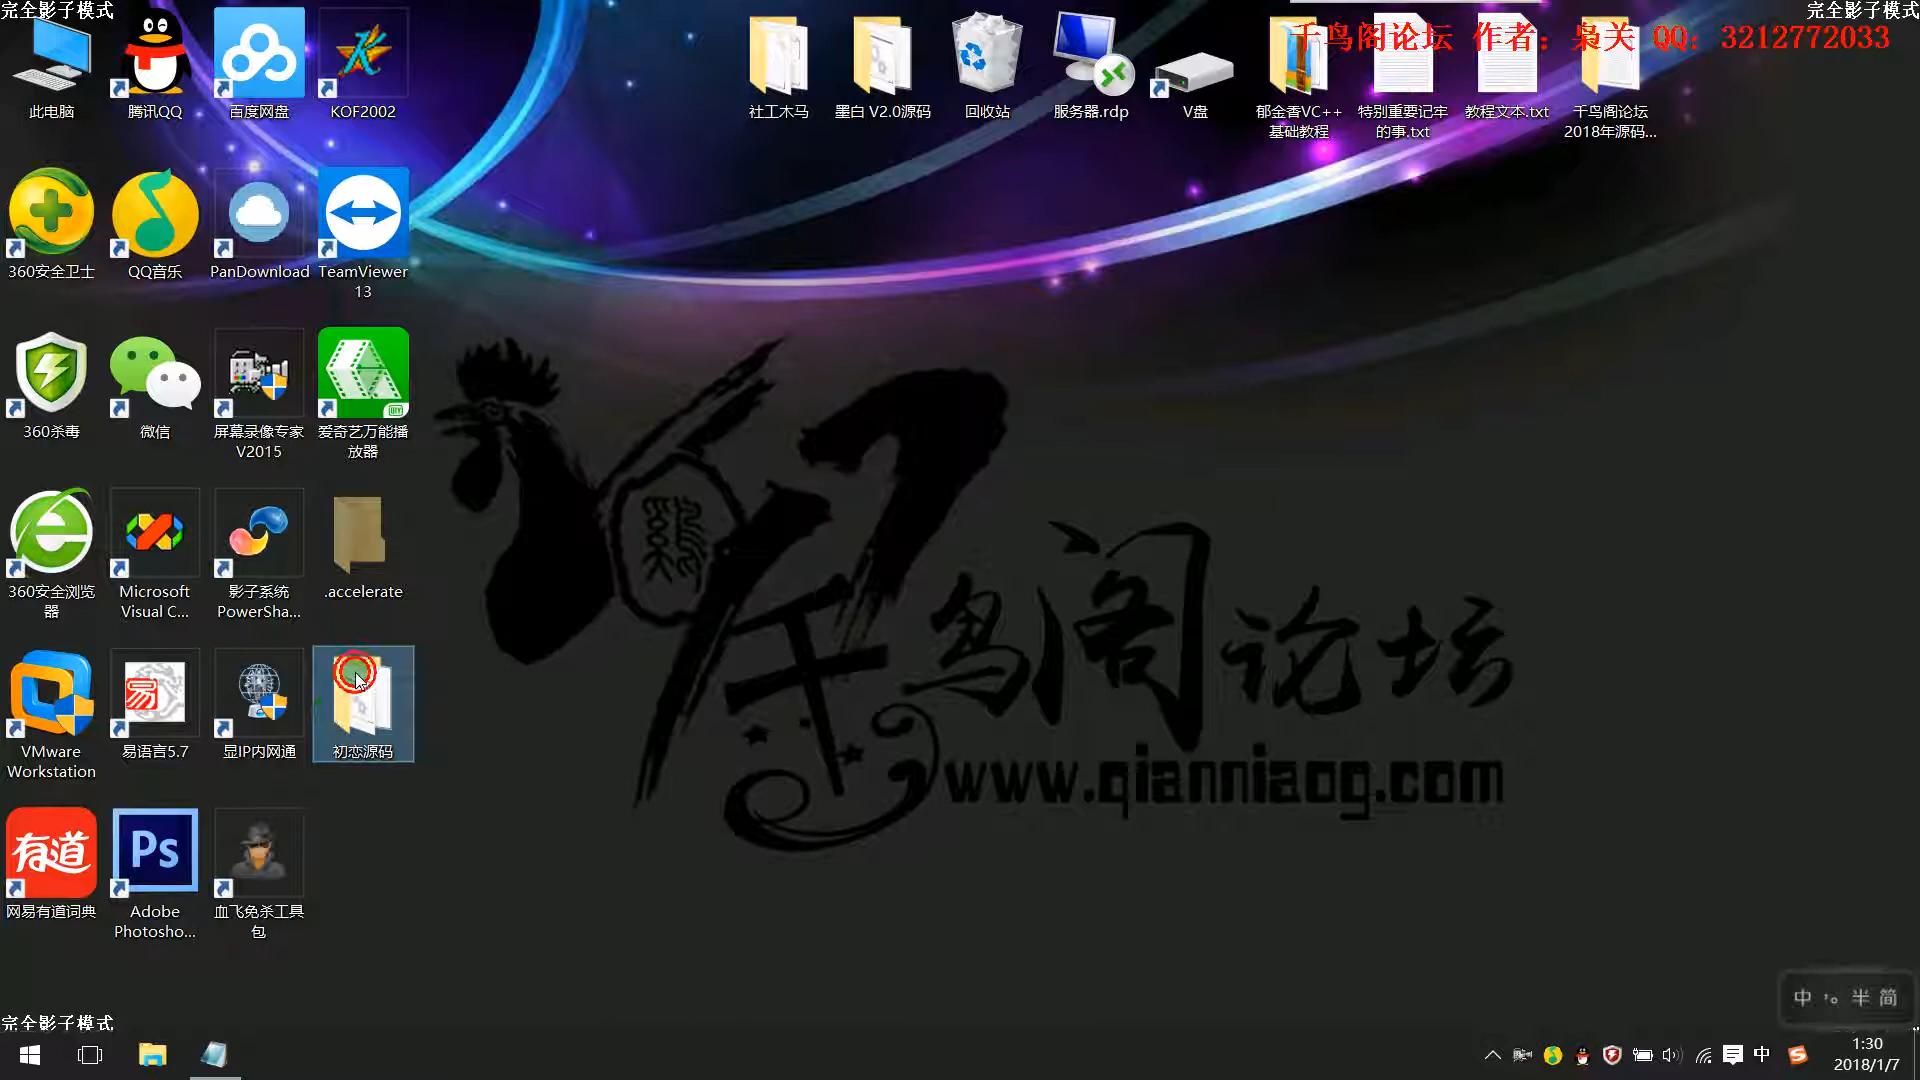 完全影子模式
完全影子模式
千鸟阁论坛 作者：枭关 QQ：3212772033
此电脑
腾讯QQ
百度网盘
KOF2002
社工木马
墨白 V2.0源码
回收站
服务器.rdp
V盘
郁金香VC++
基础教程
特别重要记牢
的事.txt
教程文本.txt
千鸟阁论坛
2018年源码...
360安全卫士
QQ音乐
PanDownload
TeamViewer
13
360杀毒
微信
屏幕录像专家
V2015
爱奇艺万能播
放器
QIY
360安全浏览
器
Microsoft
Visual C...
影子系统
PowerSha...
.accelerate
VMware
Workstation
易
易语言5.7
显IP内网通
初恋源码
有道
网易有道词典
Ps
Adobe
Photosho...
血飞免杀工具
包
鷄
千鸟阁论坛
www.qianniaog.com
中 ·。 半 简
完全影子模式
中
S
1:30
2018/1/7